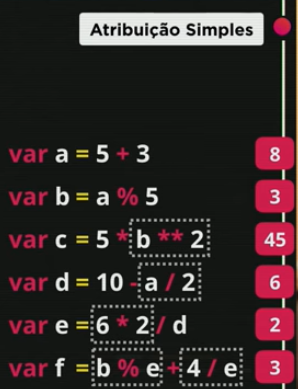 Atribuição Simples
var a = 5 + 3 8
var b = a % 5 3
var c = 5 * b ** 2 45
var d = 10 - a / 2 6
var e = 6 * 2 / d 2
var f = b % e + 4 / e 3